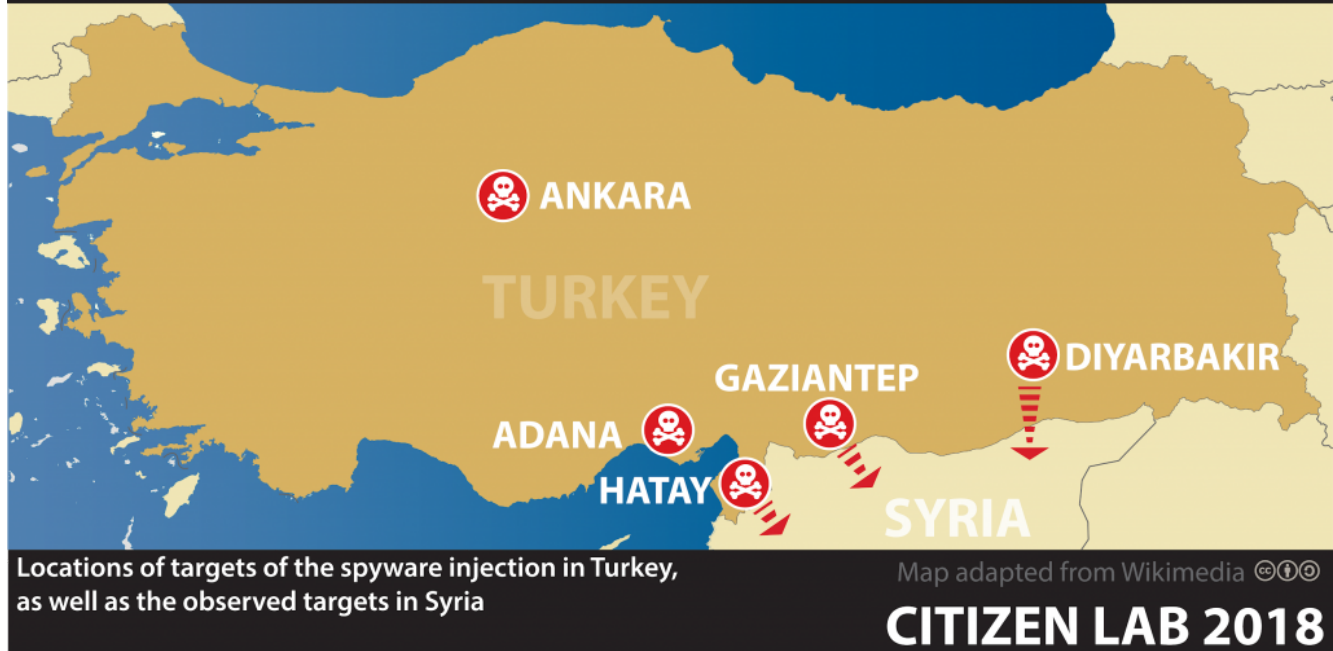 ANKARA
TURKEY
DIYARBAKIR
GAZIANTEP
ADANA
HATAY
SYRIA
Locations of targets of the spyware injection in Turkey,
as well as the observed targets in Syria
Map adapted from Wikimedia
CITIZEN LAB 2018